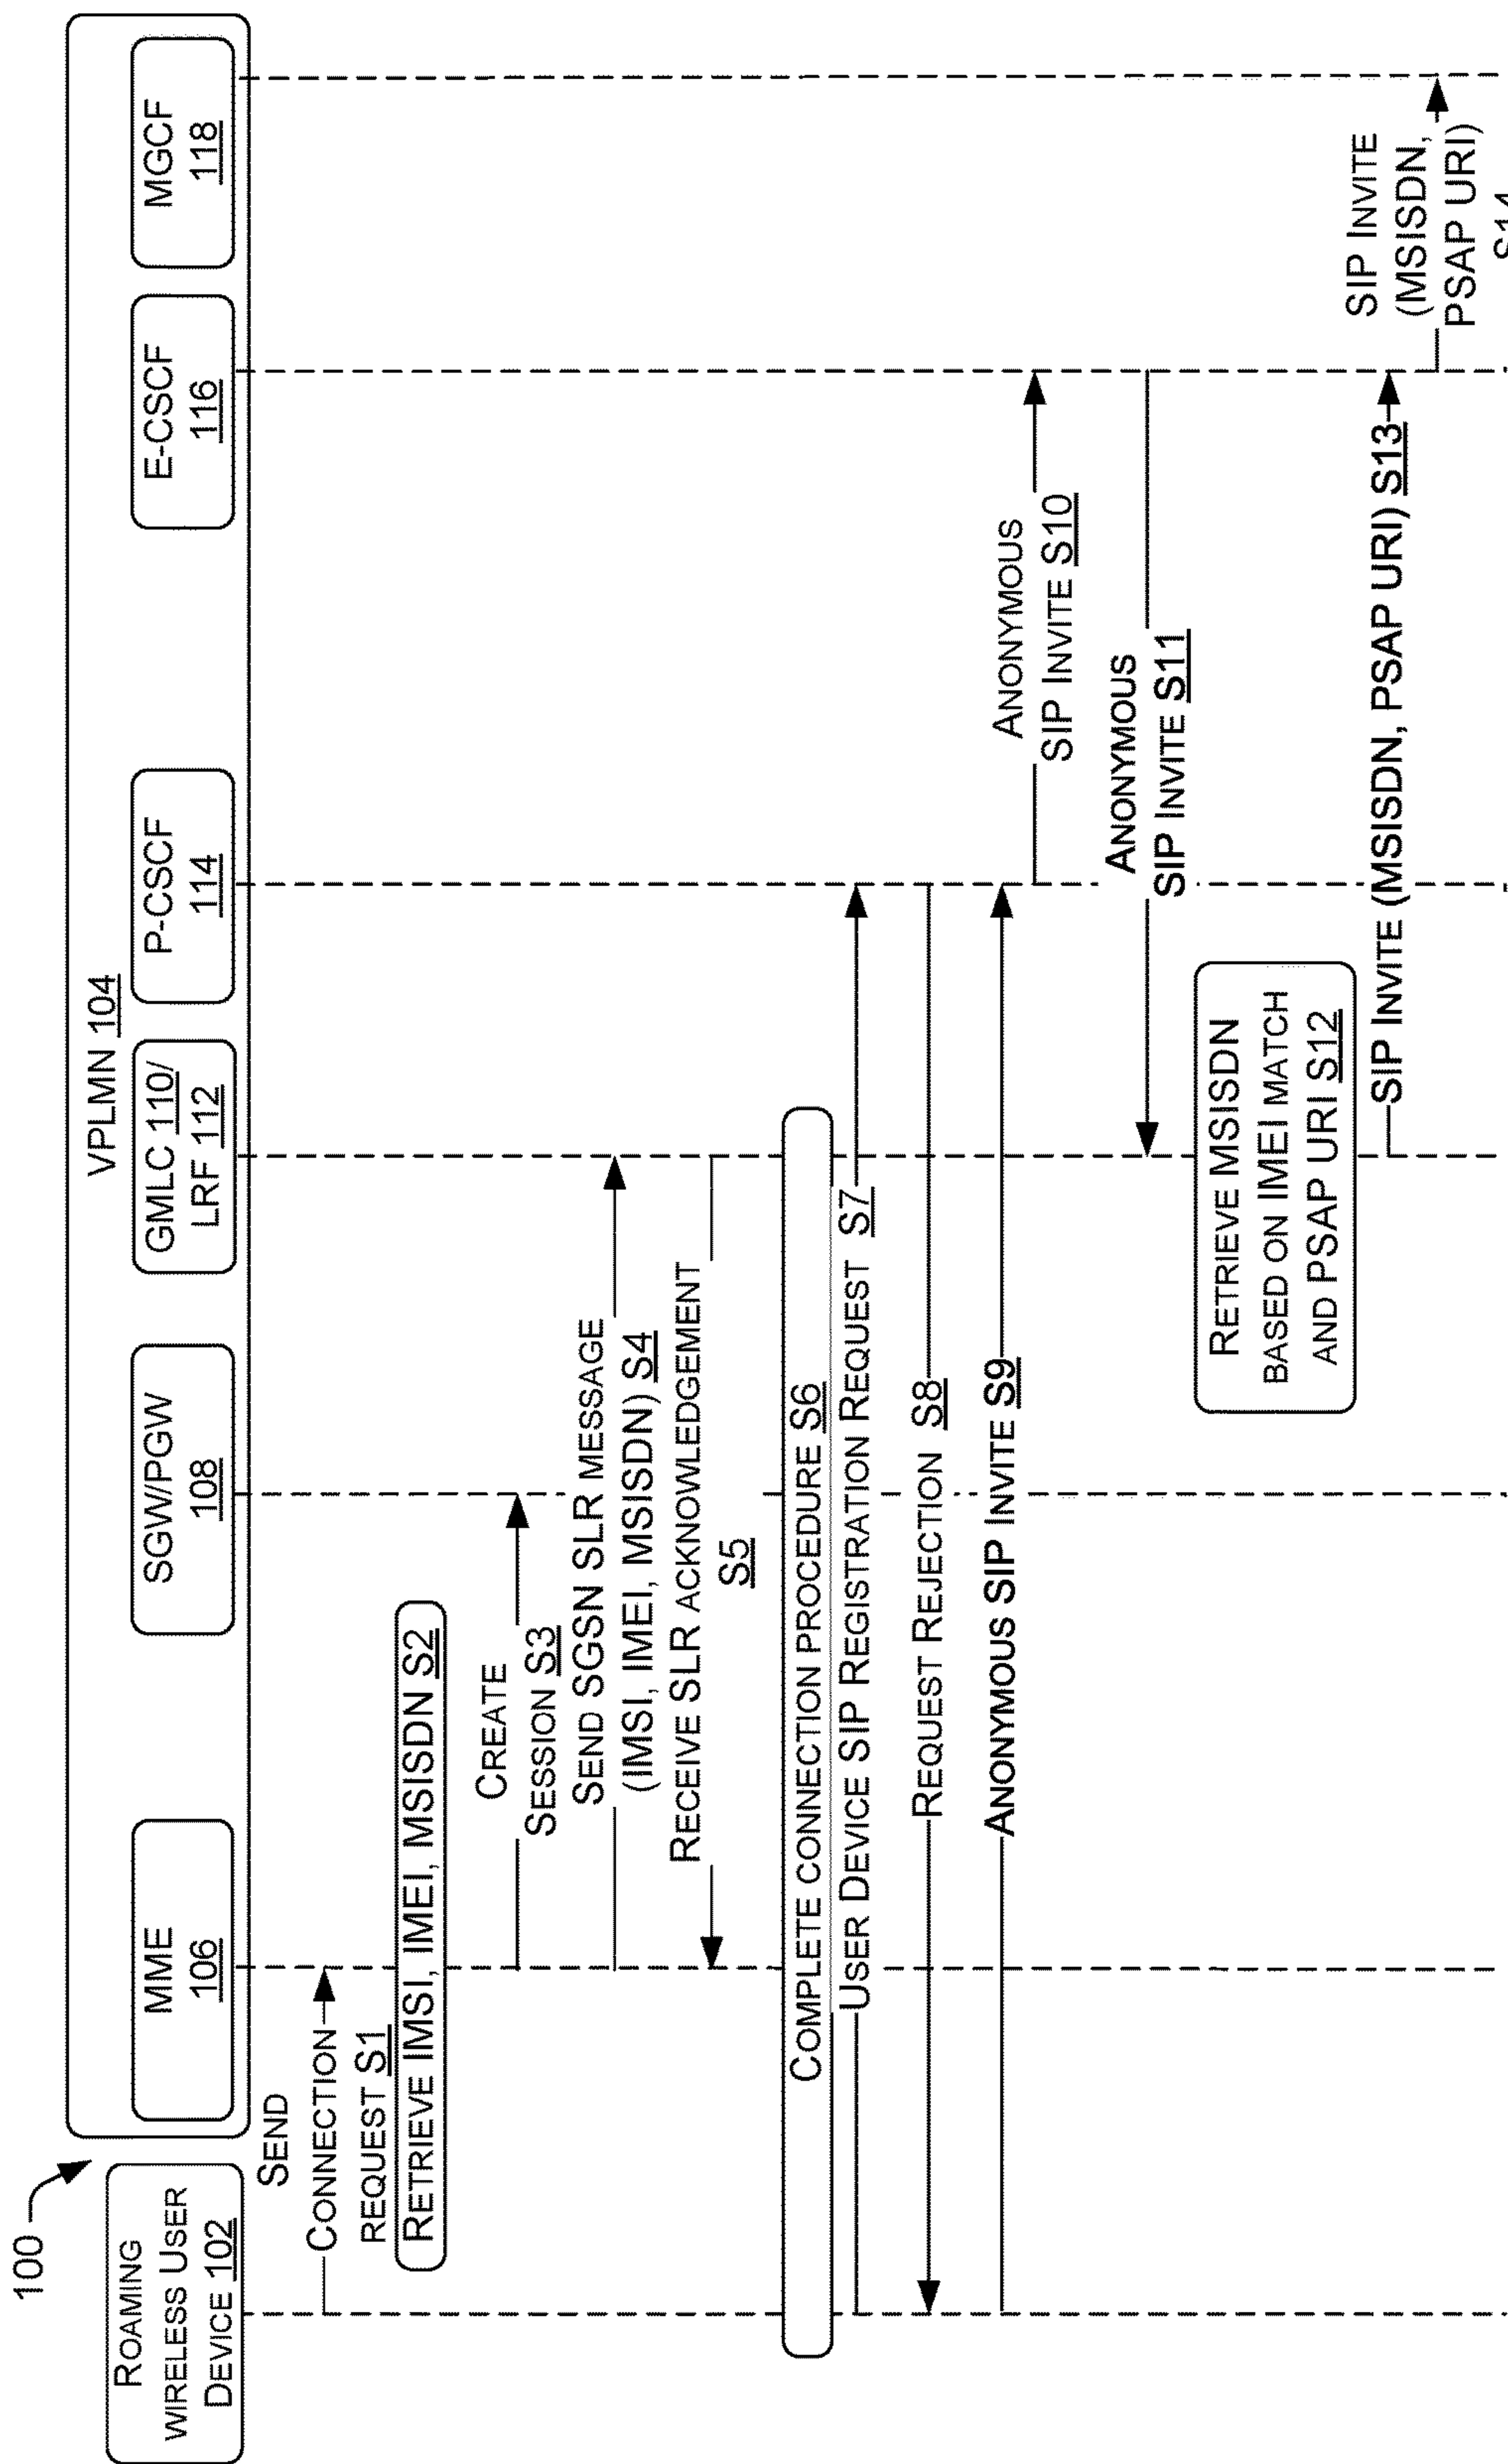 100
ROAMING
WIRELESS USER
DEVICE 102
VPLMN 104
MME
106
SGW/PGW
108
GMLC 110/
LRF 112
P-CSCF
114
E-CSCF
116
MGCF
118
SEND
CONNECTION
REQUEST S1
RETRIEVE IMSI, IMEI, MSISDN S2
CREATE
SESSION S3
SEND SGSN SLR MESSAGE
(IMSI, IMEI, MSISDN) S4
RECEIVE SLR ACKNOWLEDGEMENT
S5
COMPLETE CONNECTION PROCEDURE S6
USER DEVICE SIP REGISTRATION REQUEST S7
REQUEST REJECTION S8
ANONYMOUS SIP INVITE S9
ANONYMOUS
SIP INVITE S10
ANONYMOUS
SIP INVITE S11
RETRIEVE MSISDN
BASED ON IMEI MATCH
AND PSAP URI S12
SIP INVITE (MSISDN, PSAP URI) S13
SIP INVITE
(MSISDN,
PSAP URI)
S14